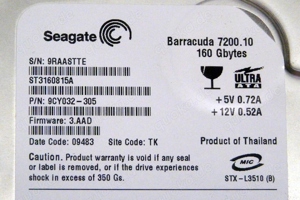 Seagate
Barracuda 7200.10
160 Gbytes
S/N: 9RAASTTE
ST3160815A
P/N: 9CY032-305
Firmware: 3.AAD
ULTRA
ATA
+5V 0.72A
+12V 0.52A
Date Code: 09483 Site Code: TK
Product of Thailand
Caution. Product warranty is void if any seal
or label is removed, or if the drive experiences
shock in excess of 350 Gs.
MIC
STX-L3510 (B)